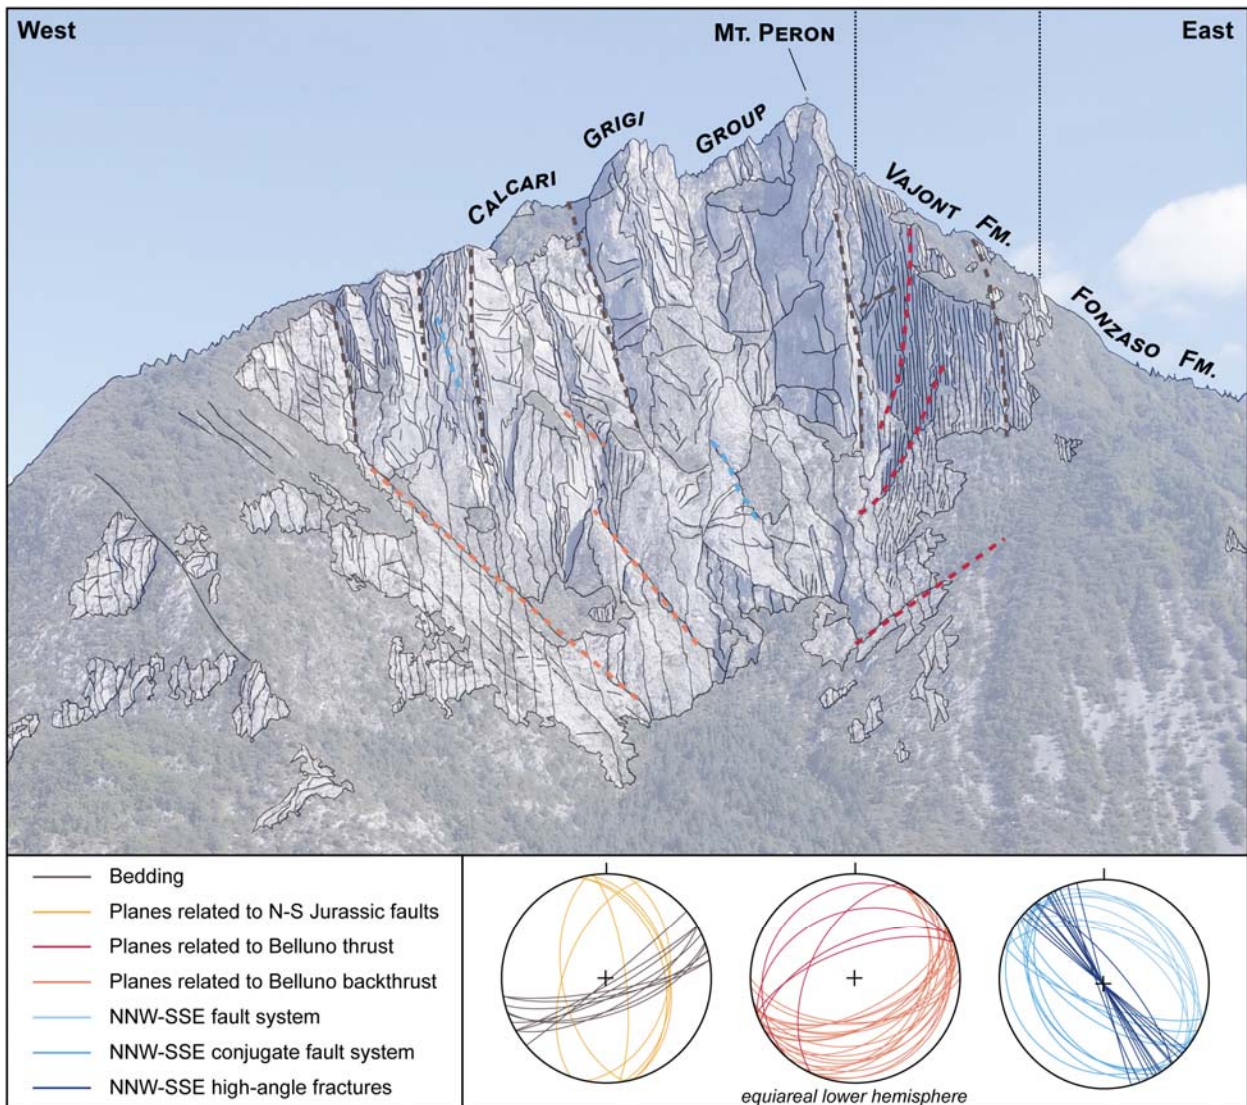 West
East
MT. PERON
CALCARI GRIGI GROUP
VAJONT FM.
FONZASO FM.
Bedding
Planes related to N-S Jurassic faults
Planes related to Belluno thrust
Planes related to Belluno backthrust
NNW-SSE fault system
NNW-SSE conjugate fault system
NNW-SSE high-angle fractures
equiareal lower hemisphere